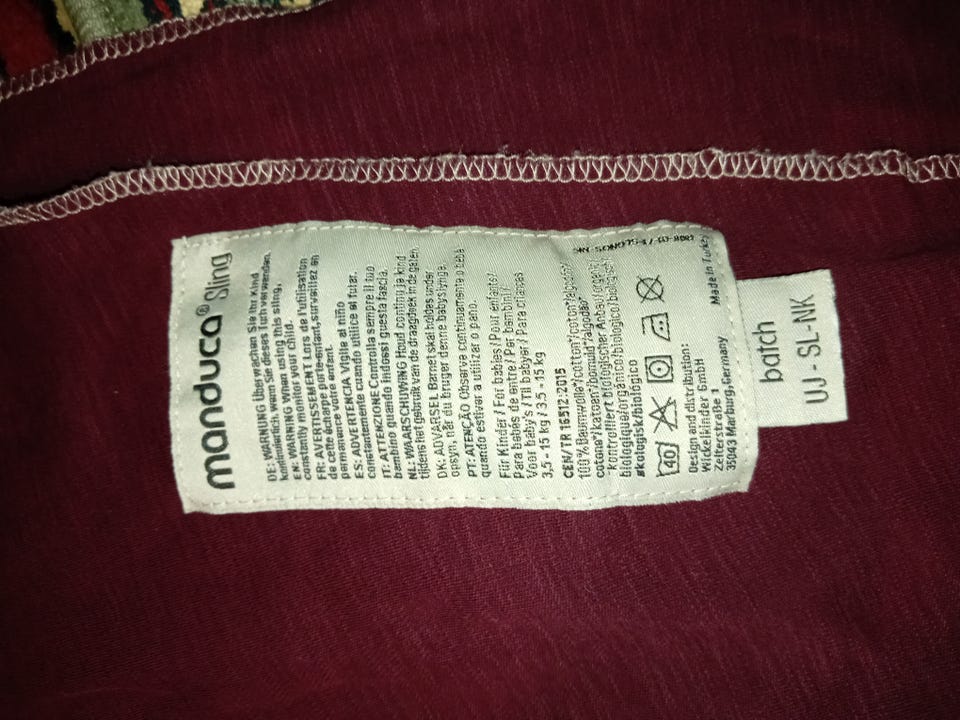 manduca® Sling
DE: WARNUNG Überwachen Sie Ihr Kind
kontinuierlich, wenn Sie dieses Tuch verwenden.
EN: WARNING When using this sling,
constantly monitor your child.
FR: AVERTISSEMENT Lors de l'utilisation
de cette écharpe porte-enfant, surveillez en
permanence votre enfant.
ES: ADVERTENCIA Vigile al niño
constantemente cuando utilice el fular.
IT: ATTENZIONE Controlla sempre il tuo
bambino quando indossi questa fascia.
NL: WAARSCHUWING Houd continu je kind
tijdens het gebruik van de draagdoek in de gaten.
DK: ADVARSEL Barnet skal holdes under
opsyn, når du bruger denne babyslynge.
PT: ATENÇÃO Observe continuamente o bebé
quando estiver a utilizar o pano.
Für Kinder / For babies / Pour enfants/
Para bebés de entre / Per bambini /
Voor baby's / Til babyer / Para crianças
3,5 - 15 kg / 3.5 - 15 kg
CEN/TR 16512:2015
100% Baumwolle*/cotton*/coton*/algodón*/
cotone*/katoen*/bomuld*/algodão*
*kontrolliert biologischer Anbau/organic/
biologique/orgánico/biologico/biologisch/
økologisk/biológico
40
Design and distribution:
Wickelkinder GmbH
Zeiterstraße 1
35043 Marburg, Germany
Made in Turkey
batch
UJ - SL - NK